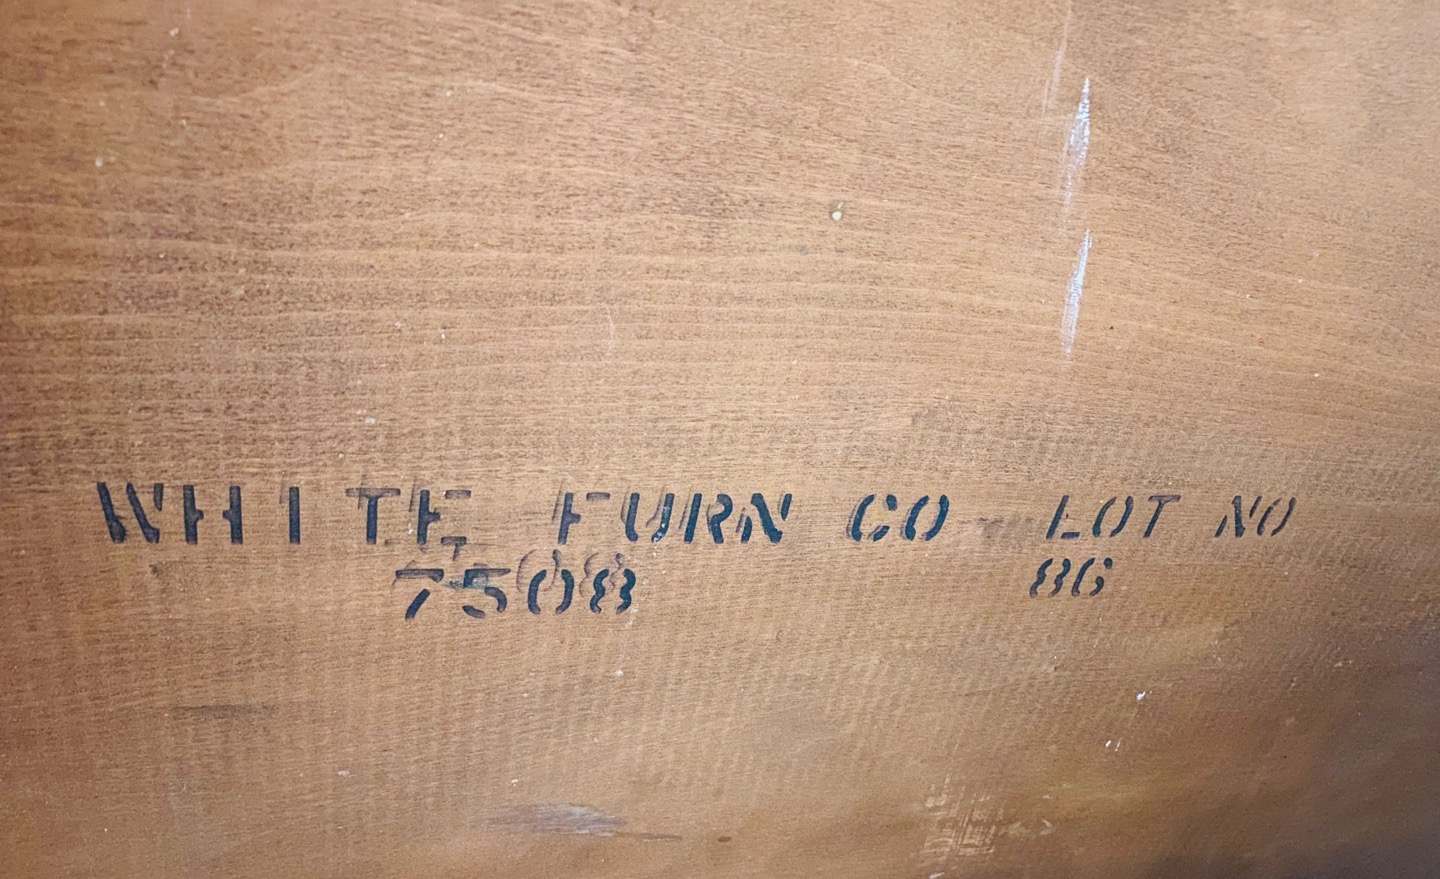 WHITE FURN CO LOT NO
7508 86